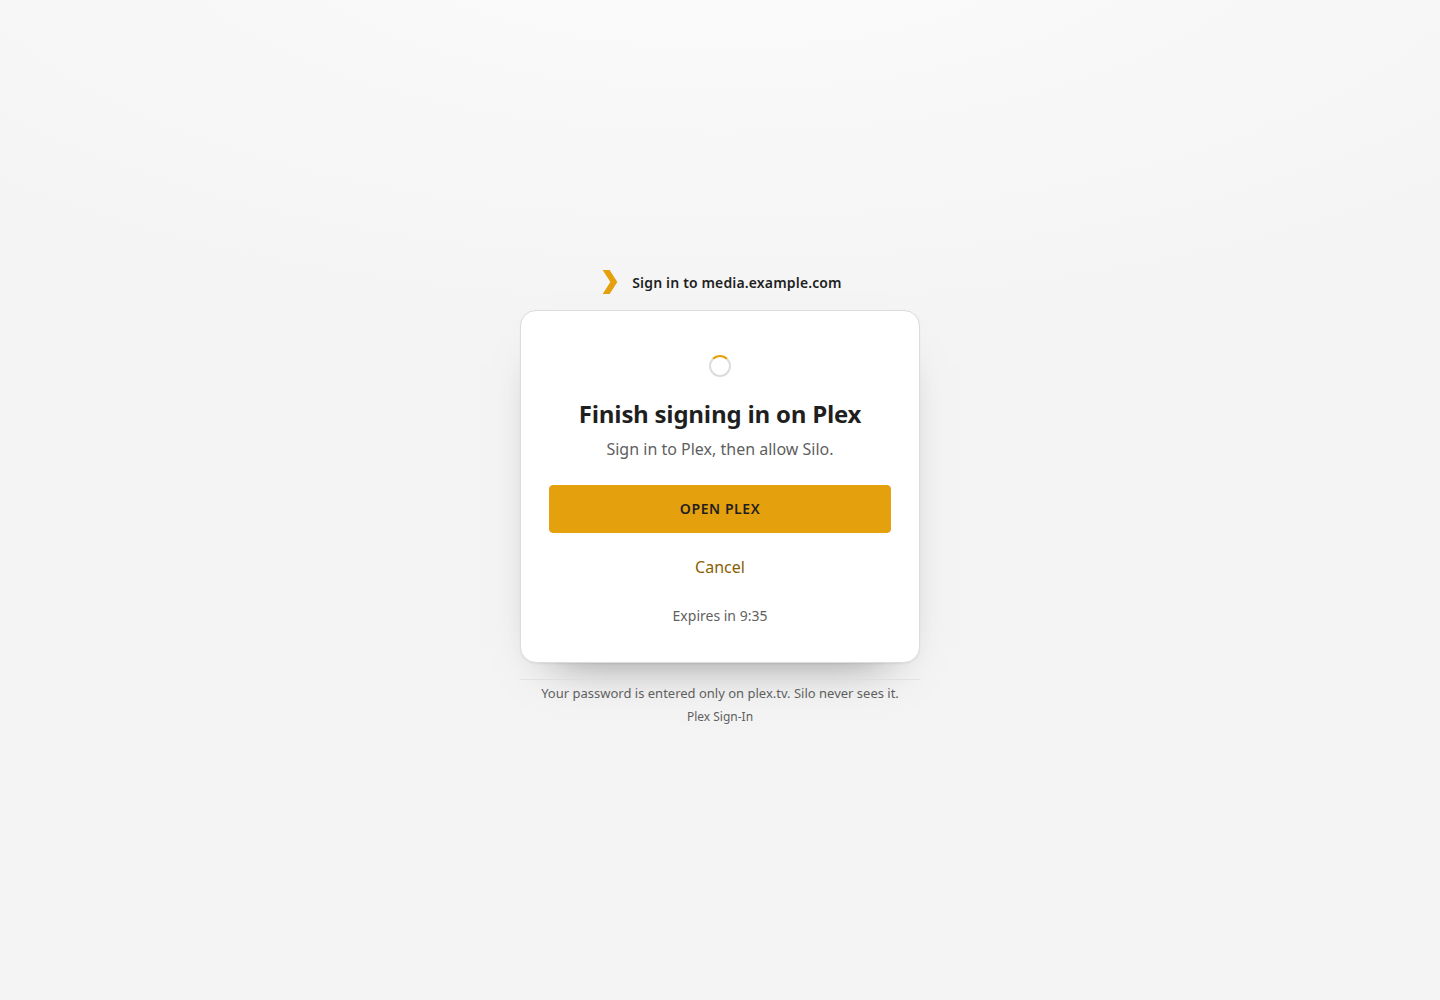 Sign in to media.example.com
Finish signing in on Plex
Sign in to Plex, then allow Silo.
OPEN PLEX
Cancel
Expires in 9:35
Your password is entered only on plex.tv. Silo never sees it.
Plex Sign-In